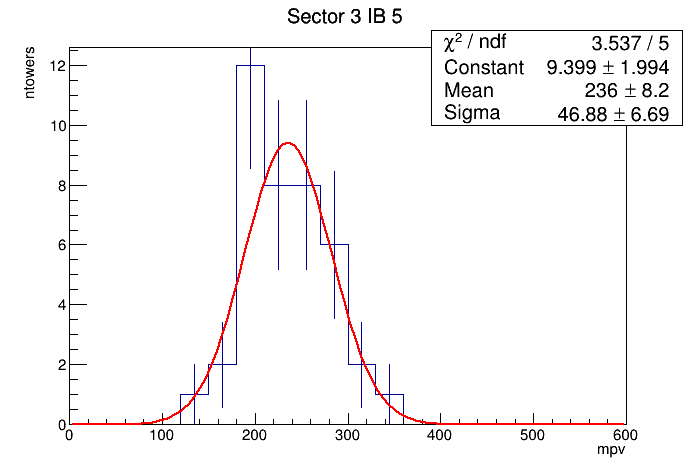 Sector 3 IB 5
χ² / ndf 3.537 / 5
Constant 9.399 ± 1.994
Mean 236 ± 8.2
Sigma 46.88 ± 6.69
ntowers
12
10
8
6
4
2
0
0 100 200 300 400 500 600
mpv